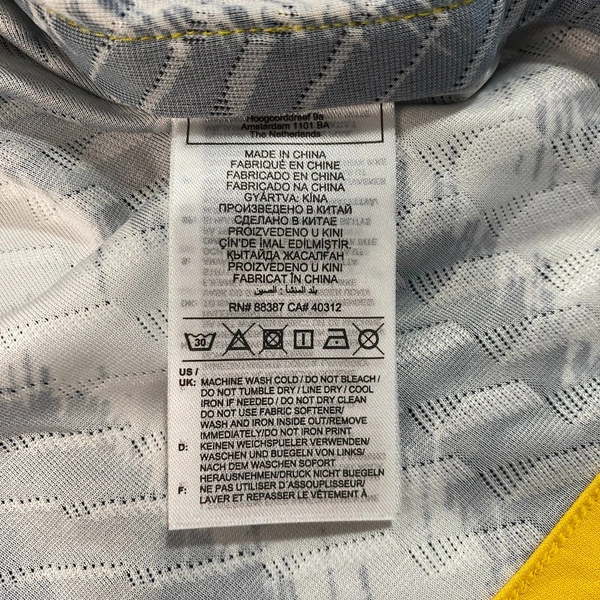 Hoogoorddreef 9a
Amsterdam 1101 BA
The Netherlands
MADE IN CHINA
FABRIQUÉ EN CHINE
FABRICADO EN CHINA
FABRICADO NA CHINA
GYÁRTVA: KÍNA
ПРОИЗВЕДЕНО В КИТАЙ
СДЕЛАНО В КИТАЕ
PROIZVEDENO U KINI
ÇİN'DE İMAL EDİLMİŞTİR.
ҚЫТАЙДА ЖАСАЛҒАН
PROIZVEDENO U KINI
FABRICAT ÎN CHINA
بلد المنشأ : الصين
RN# 88387 CA# 40312
30
US /
UK: MACHINE WASH COLD / DO NOT BLEACH /
DO NOT TUMBLE DRY / LINE DRY / COOL
IRON IF NEEDED / DO NOT DRY CLEAN
DO NOT USE FABRIC SOFTENER/
WASH AND IRON INSIDE OUT/REMOVE
IMMEDIATELY/DO NOT IRON PRINT
D: KEINEN WEICHSPUELER VERWENDEN/
WASCHEN UND BUEGELN VON LINKS/
NACH DEM WASCHEN SOFORT
HERAUSNEHMEN/DRUCK NICHT BUEGELN
F: NE PAS UTILISER D'ASSOUPLISEUR/
LAVER ET REPASSER LE VÊTEMENT À